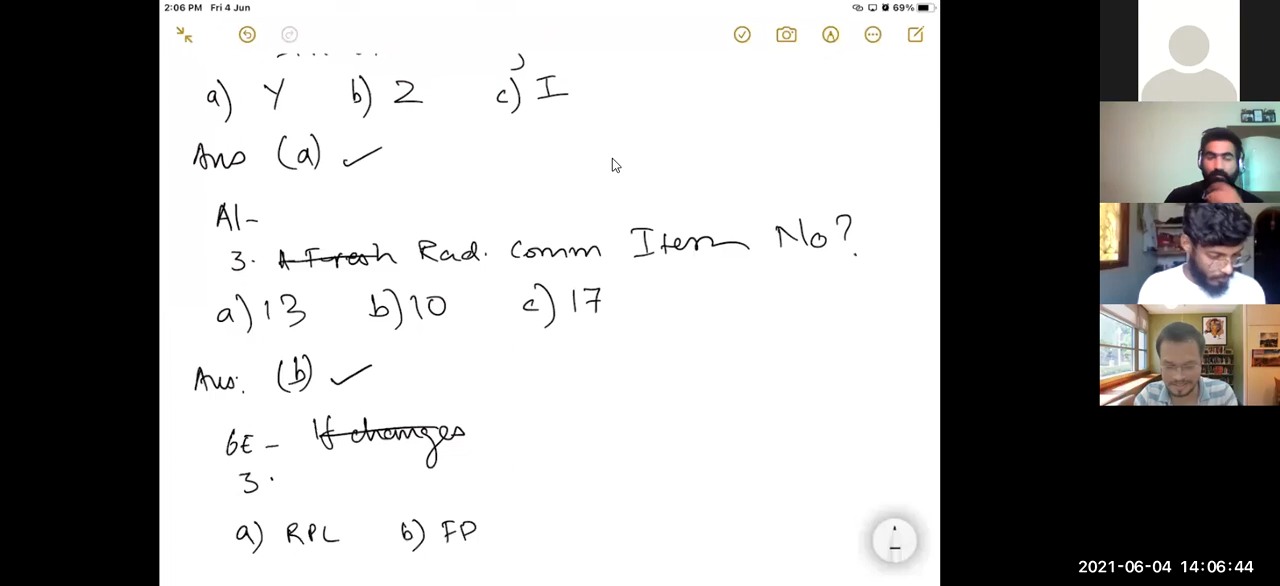 2:06 PM Fri 4 Jun 69%
a) Y b) 2 c) I
Ans (a) ✓
AI-
3. A Fresh Rad. Comm Item No?
a) 13 b) 10 c) 17
Ans. (b) ✓
GE - If changes
3.
a) RPL b) FP
2021-06-04 14:06:44